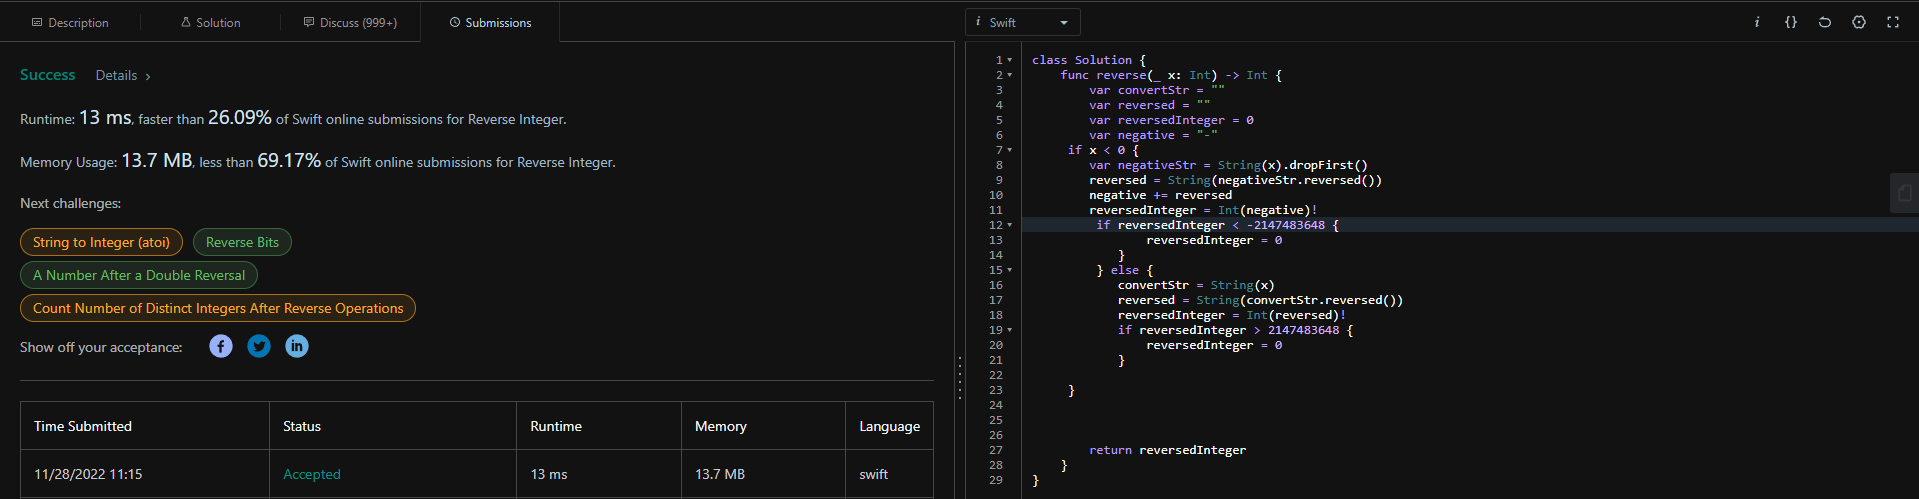 Description Solution Discuss (999+) Submissions
Success Details >
Runtime: 13 ms, faster than 26.09% of Swift online submissions for Reverse Integer.
Memory Usage: 13.7 MB, less than 69.17% of Swift online submissions for Reverse Integer.
Next challenges:
String to Integer (atoi) Reverse Bits
A Number After a Double Reversal
Count Number of Distinct Integers After Reverse Operations
Show off your acceptance: f in
Time Submitted Status Runtime Memory Language
11/28/2022 11:15 Accepted 13 ms 13.7 MB swift
i Swift i {}
1 class Solution {
2 func reverse(_ x: Int) -> Int {
3 var convertStr = ""
4 var reversed = ""
5 var reversedInteger = 0
6 var negative = "-"
7 if x < 0 {
8 var negativeStr = String(x).dropFirst()
9 reversed = String(negativeStr.reversed())
10 negative += reversed
11 reversedInteger = Int(negative)!
12 if reversedInteger < -2147483648 {
13 reversedInteger = 0
14 }
15 } else {
16 convertStr = String(x)
17 reversed = String(convertStr.reversed())
18 reversedInteger = Int(reversed)!
19 if reversedInteger > 2147483648 {
20 reversedInteger = 0
21 }
22
23 }
24
25
26
27 return reversedInteger
28 }
29 }